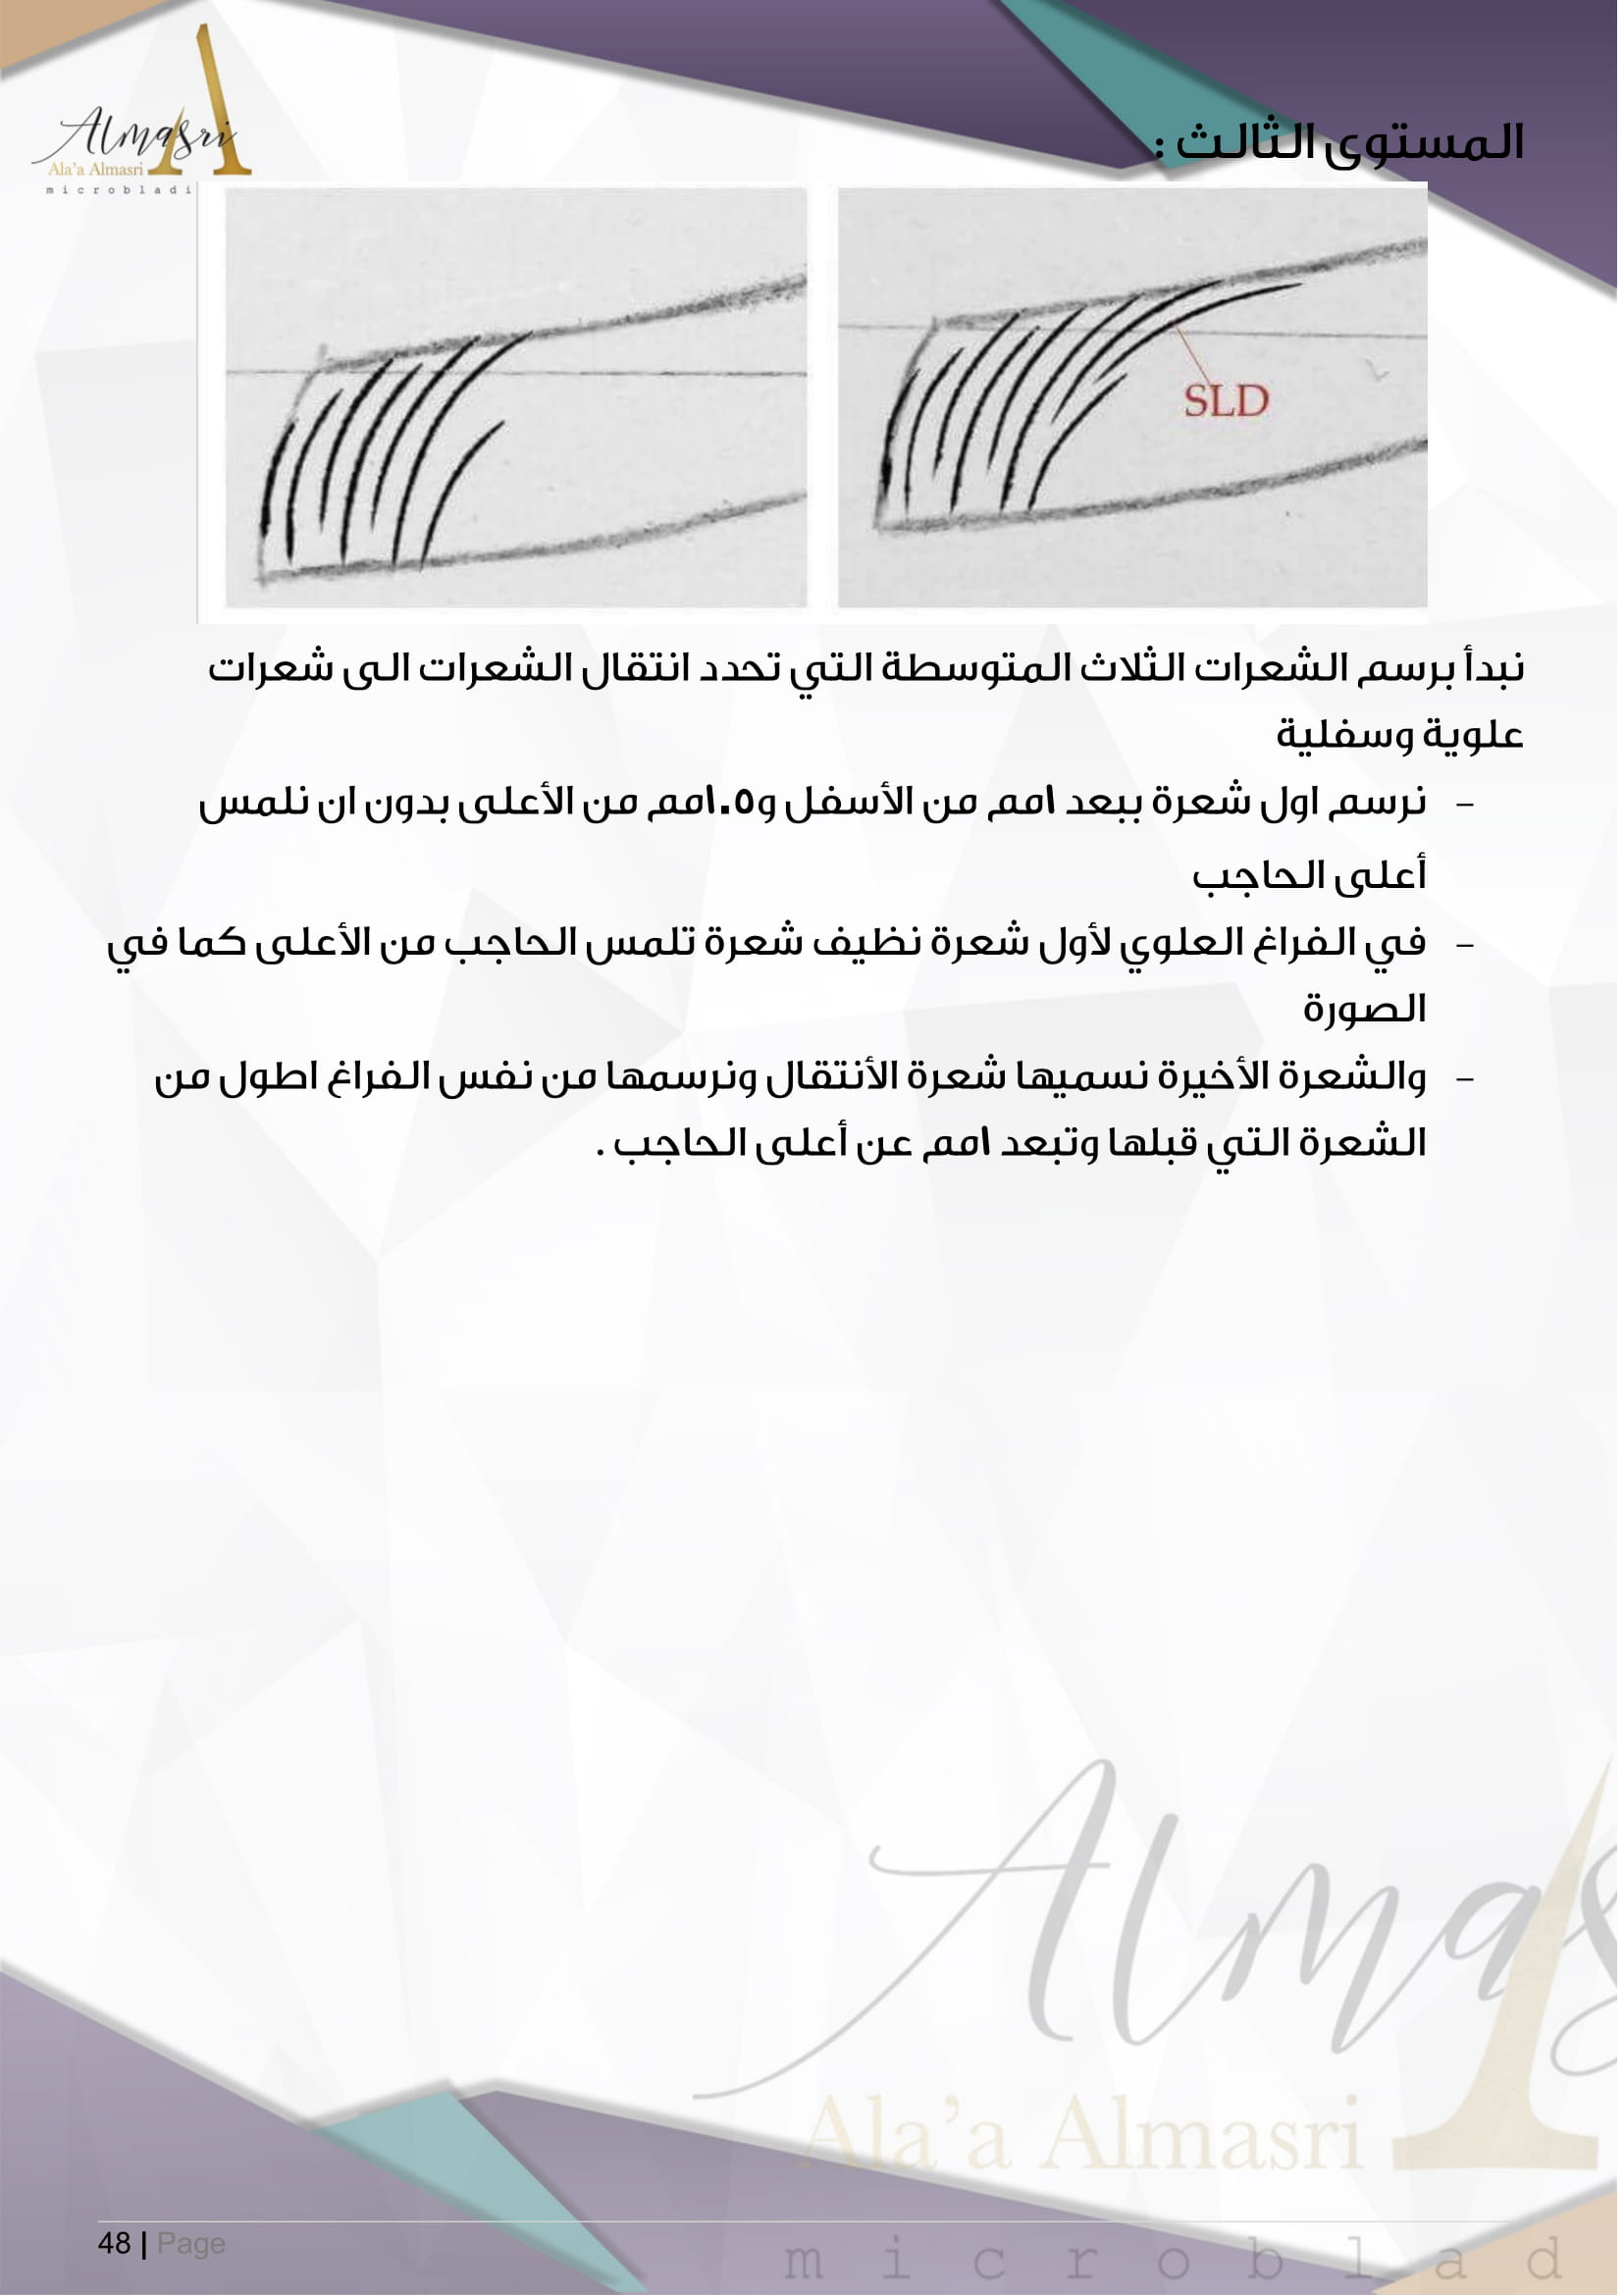 Almasri
Ala'a Almasri
microbladi
المستوى الثالث :
SLD
نبدأ برسم الشعرات الثلاث المتوسطة التي تحدد انتقال الشعرات الى شعرات
علوية وسفلية
- نرسم اول شعرة ببعد ١مم من الأسفل و١.٥مم من الأعلى بدون ان نلمس
أعلى الحاجب
- في الفراغ العلوي لأول شعرة نظيف شعرة تلمس الحاجب من الأعلى كما في
الصورة
- والشعرة الأخيرة نسميها شعرة الأنتقال ونرسمها من نفس الفراغ اطول من
الشعرة التي قبلها وتبعد ١مم عن أعلى الحاجب .
Almas
Ala'a Almasri
microblad
48 | Page